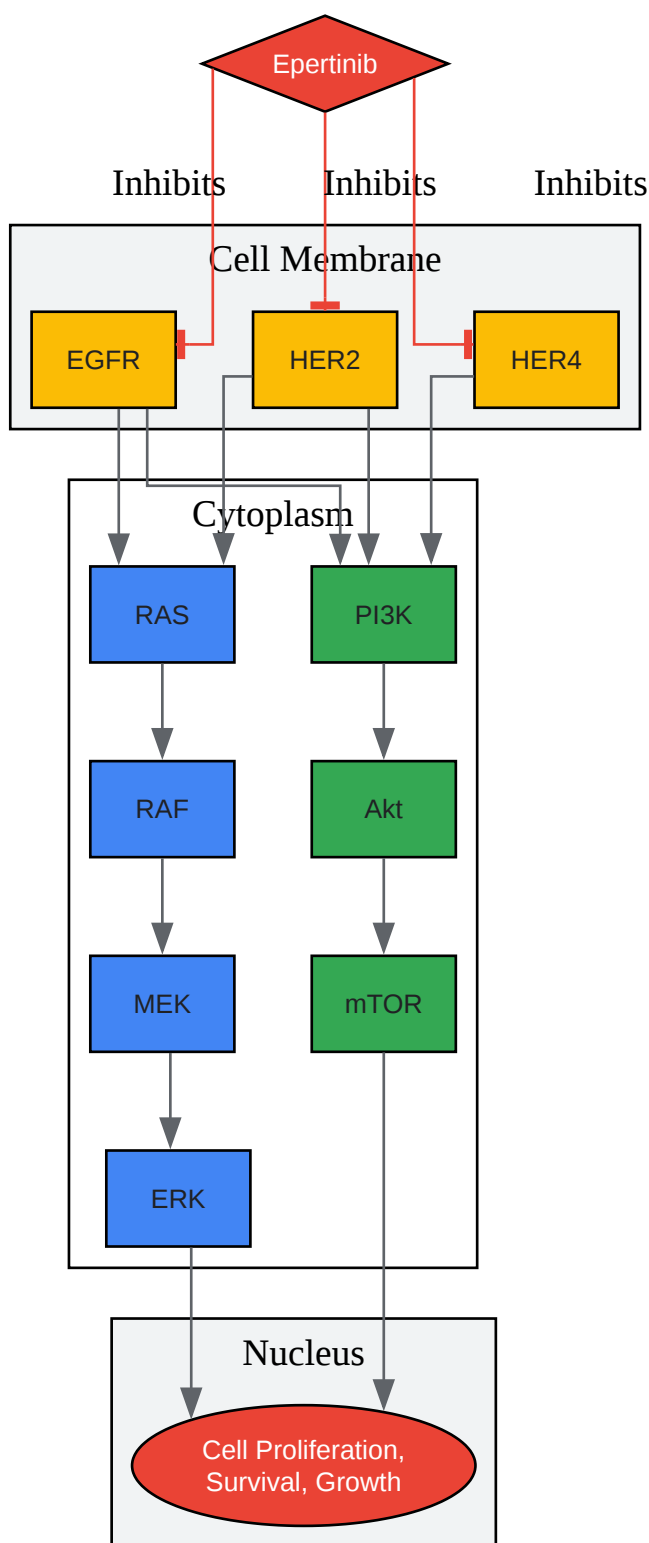 Epertinib
Inhibits
Inhibits
Inhibits
Cell Membrane
EGFR
HER2
HER4
Cytoplasm
RAS
PI3K
RAF
Akt
MEK
mTOR
ERK
Nucleus
Cell Proliferation,
Survival, Growth